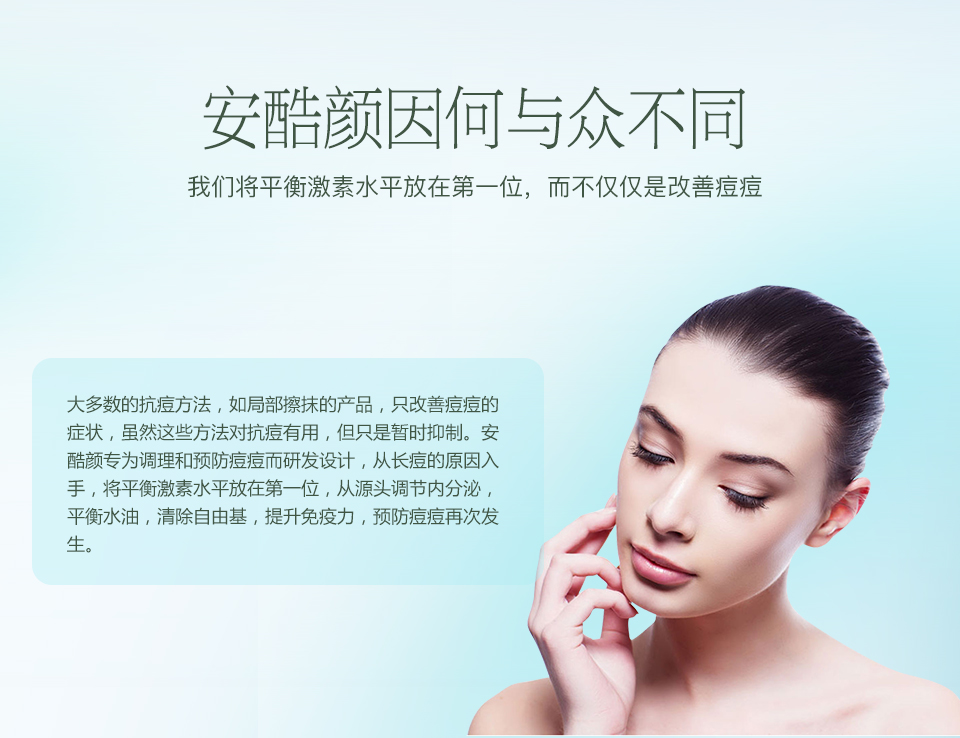 安酷颜因何与众不同
我们将平衡激素水平放在第一位，而不仅仅是改善痘痘
大多数的抗痘方法，如局部擦抹的产品，只改善痘痘的
症状，虽然这些方法对抗痘有用，但只是暂时抑制。安
酷颜专为调理和预防痘痘而研发设计，从长痘的原因入
手，将平衡激素水平放在第一位，从源头调节内分泌，
平衡水油，清除自由基，提升免疫力，预防痘痘再次发
生。